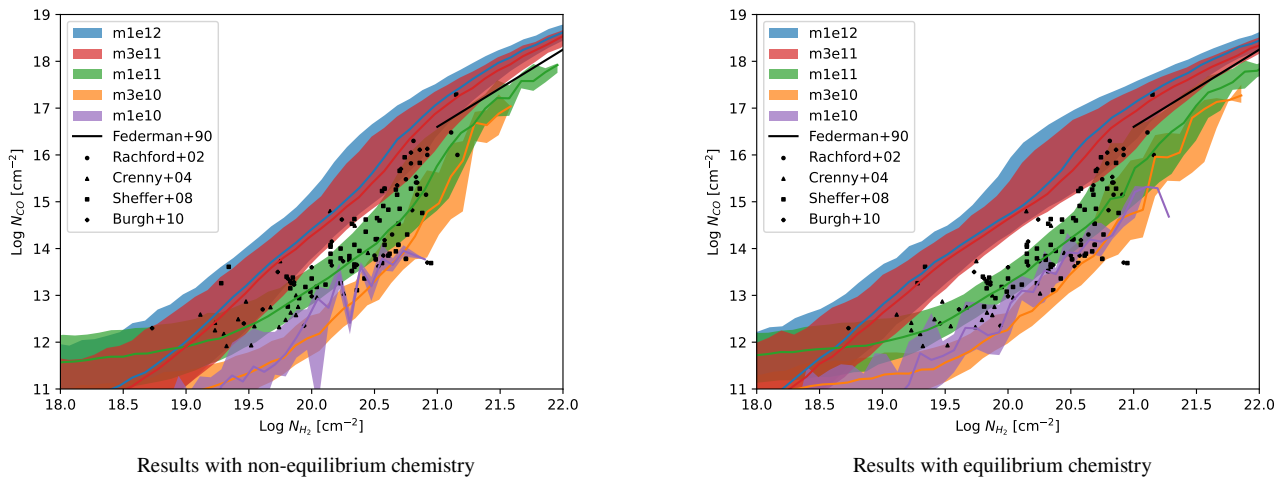 19
18
17
16
15
14
13
12
11
Log N_CO [cm⁻²]
m1e12
m3e11
m1e11
m3e10
m1e10
Federman+90
Rachford+02
Crenny+04
Sheffer+08
Burgh+10
18.0 18.5 19.0 19.5 20.0 20.5 21.0 21.5 22.0
Log N_H₂ [cm⁻²]
Results with non-equilibrium chemistry
19
18
17
16
15
14
13
12
11
Log N_CO [cm⁻²]
m1e12
m3e11
m1e11
m3e10
m1e10
Federman+90
Rachford+02
Crenny+04
Sheffer+08
Burgh+10
18.0 18.5 19.0 19.5 20.0 20.5 21.0 21.5 22.0
Log N_H₂ [cm⁻²]
Results with equilibrium chemistry